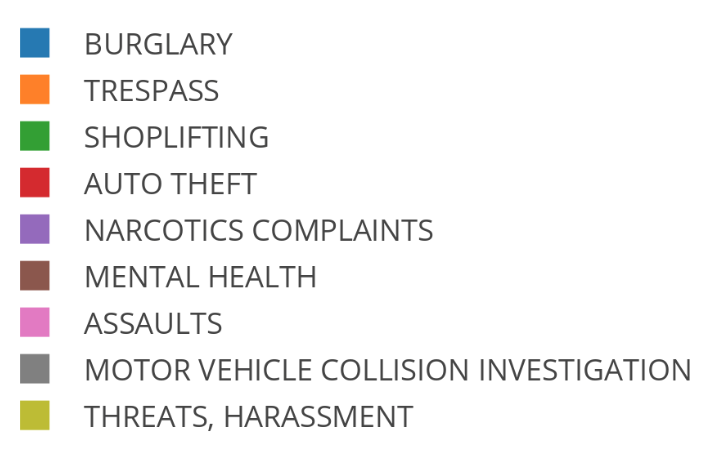 BURGLARY
TRESPASS
SHOPLIFTING
AUTO THEFT
NARCOTICS COMPLAINTS
MENTAL HEALTH
ASSAULTS
MOTOR VEHICLE COLLISION INVESTIGATION
THREATS, HARASSMENT